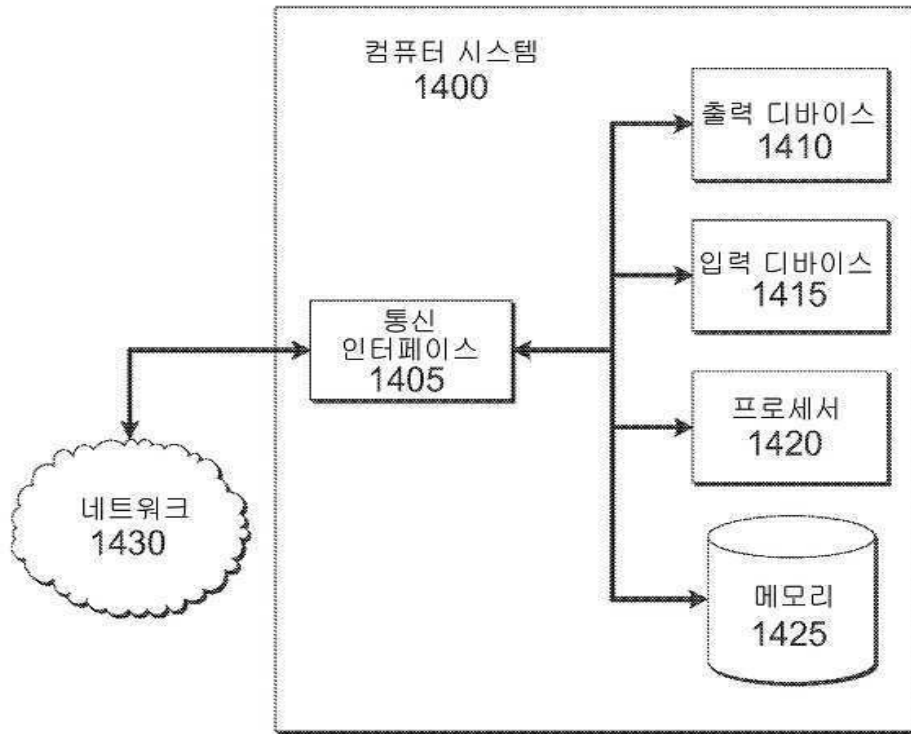 컴퓨터 시스템
1400
출력 디바이스
1410
입력 디바이스
1415
통신
인터페이스
1405
프로세서
1420
네트워크
1430
메모리
1425